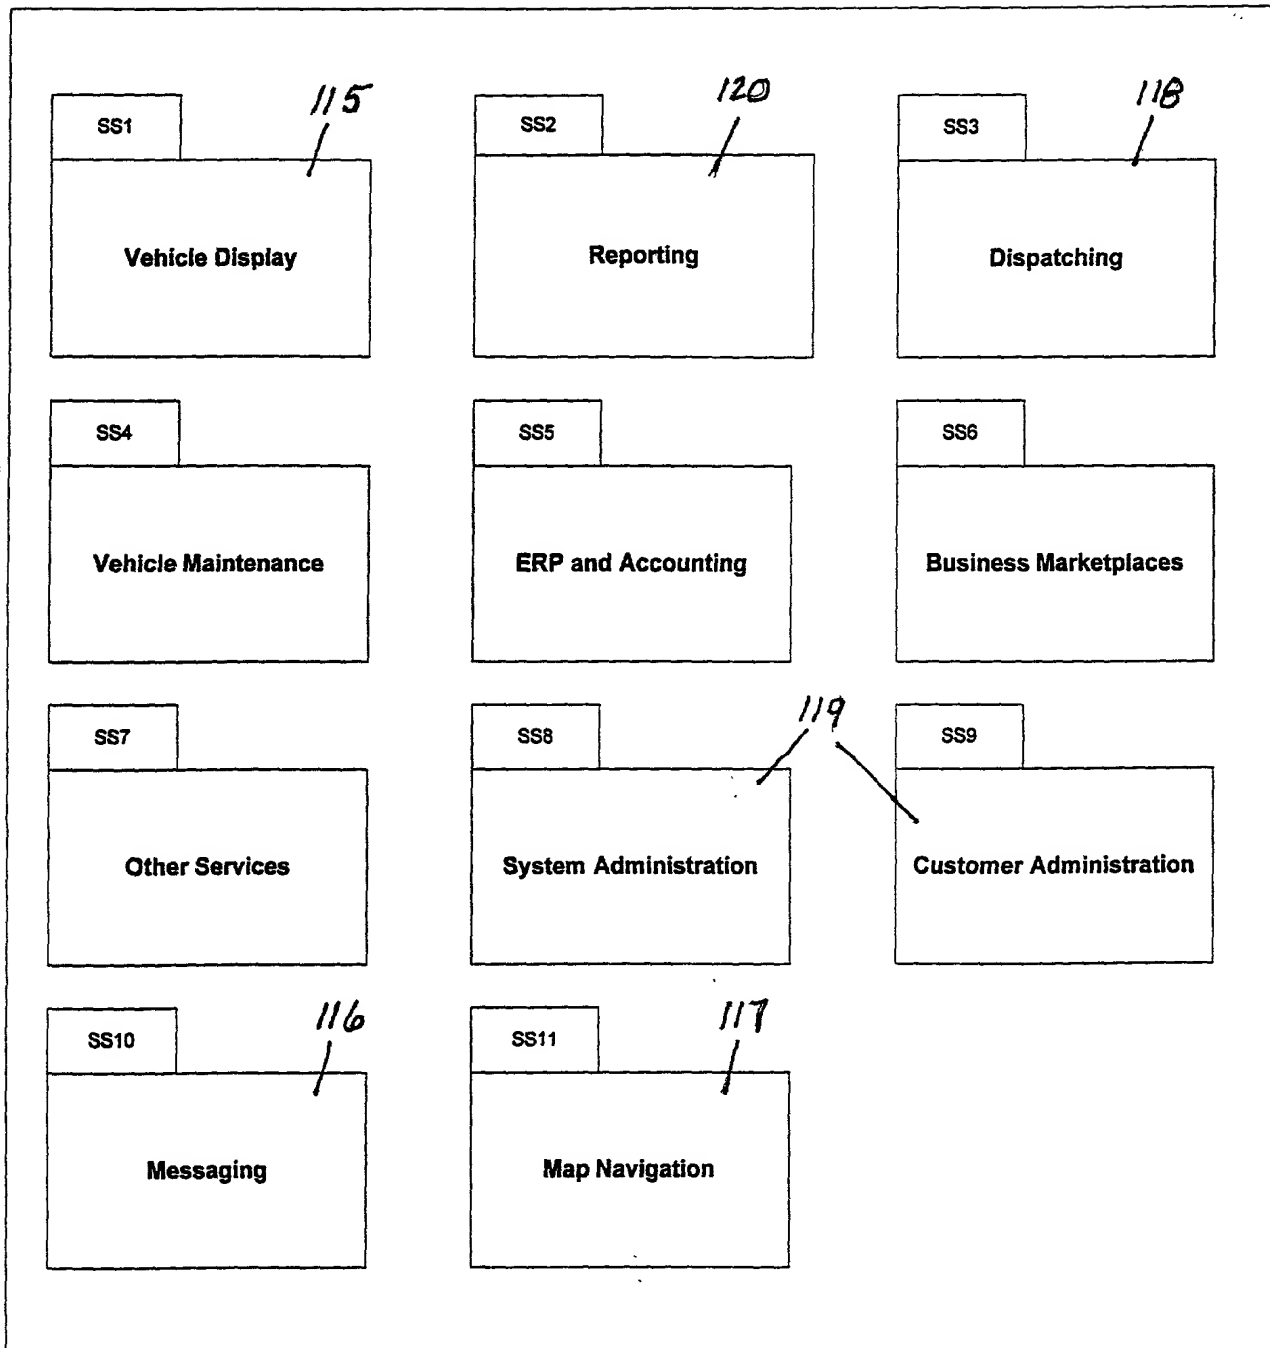 115
120
118
SS1
SS2
SS3
Vehicle Display
Reporting
Dispatching
SS4
SS5
SS6
Vehicle Maintenance
ERP and Accounting
Business Marketplaces
119
SS7
SS8
SS9
Other Services
System Administration
Customer Administration
116
117
SS10
SS11
Messaging
Map Navigation